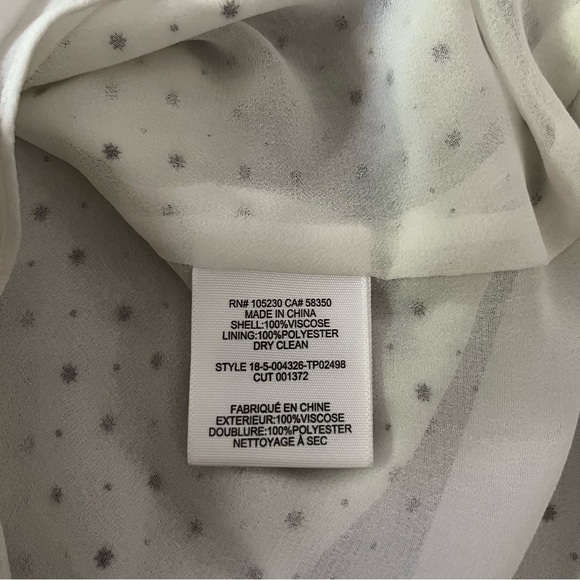 RN# 105230 CA# 58350
MADE IN CHINA
SHELL:100%VISCOSE
LINING:100%POLYESTER
DRY CLEAN
STYLE 18-5-004326-TP02498
CUT 001372
FABRIQUÉ EN CHINE
EXTERIEUR:100%VISCOSE
DOUBLURE:100%POLYESTER
NETTOYAGE À SEC